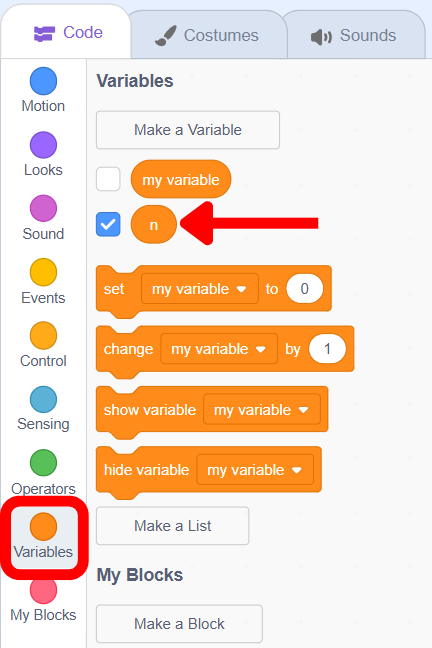 Code Costumes Sounds
Motion
Looks
Sound
Events
Control
Sensing
Operators
Variables
My Blocks
Variables
Make a Variable
my variable
n
set my variable to 0
change my variable by 1
show variable my variable
hide variable my variable
Make a List
My Blocks
Make a Block